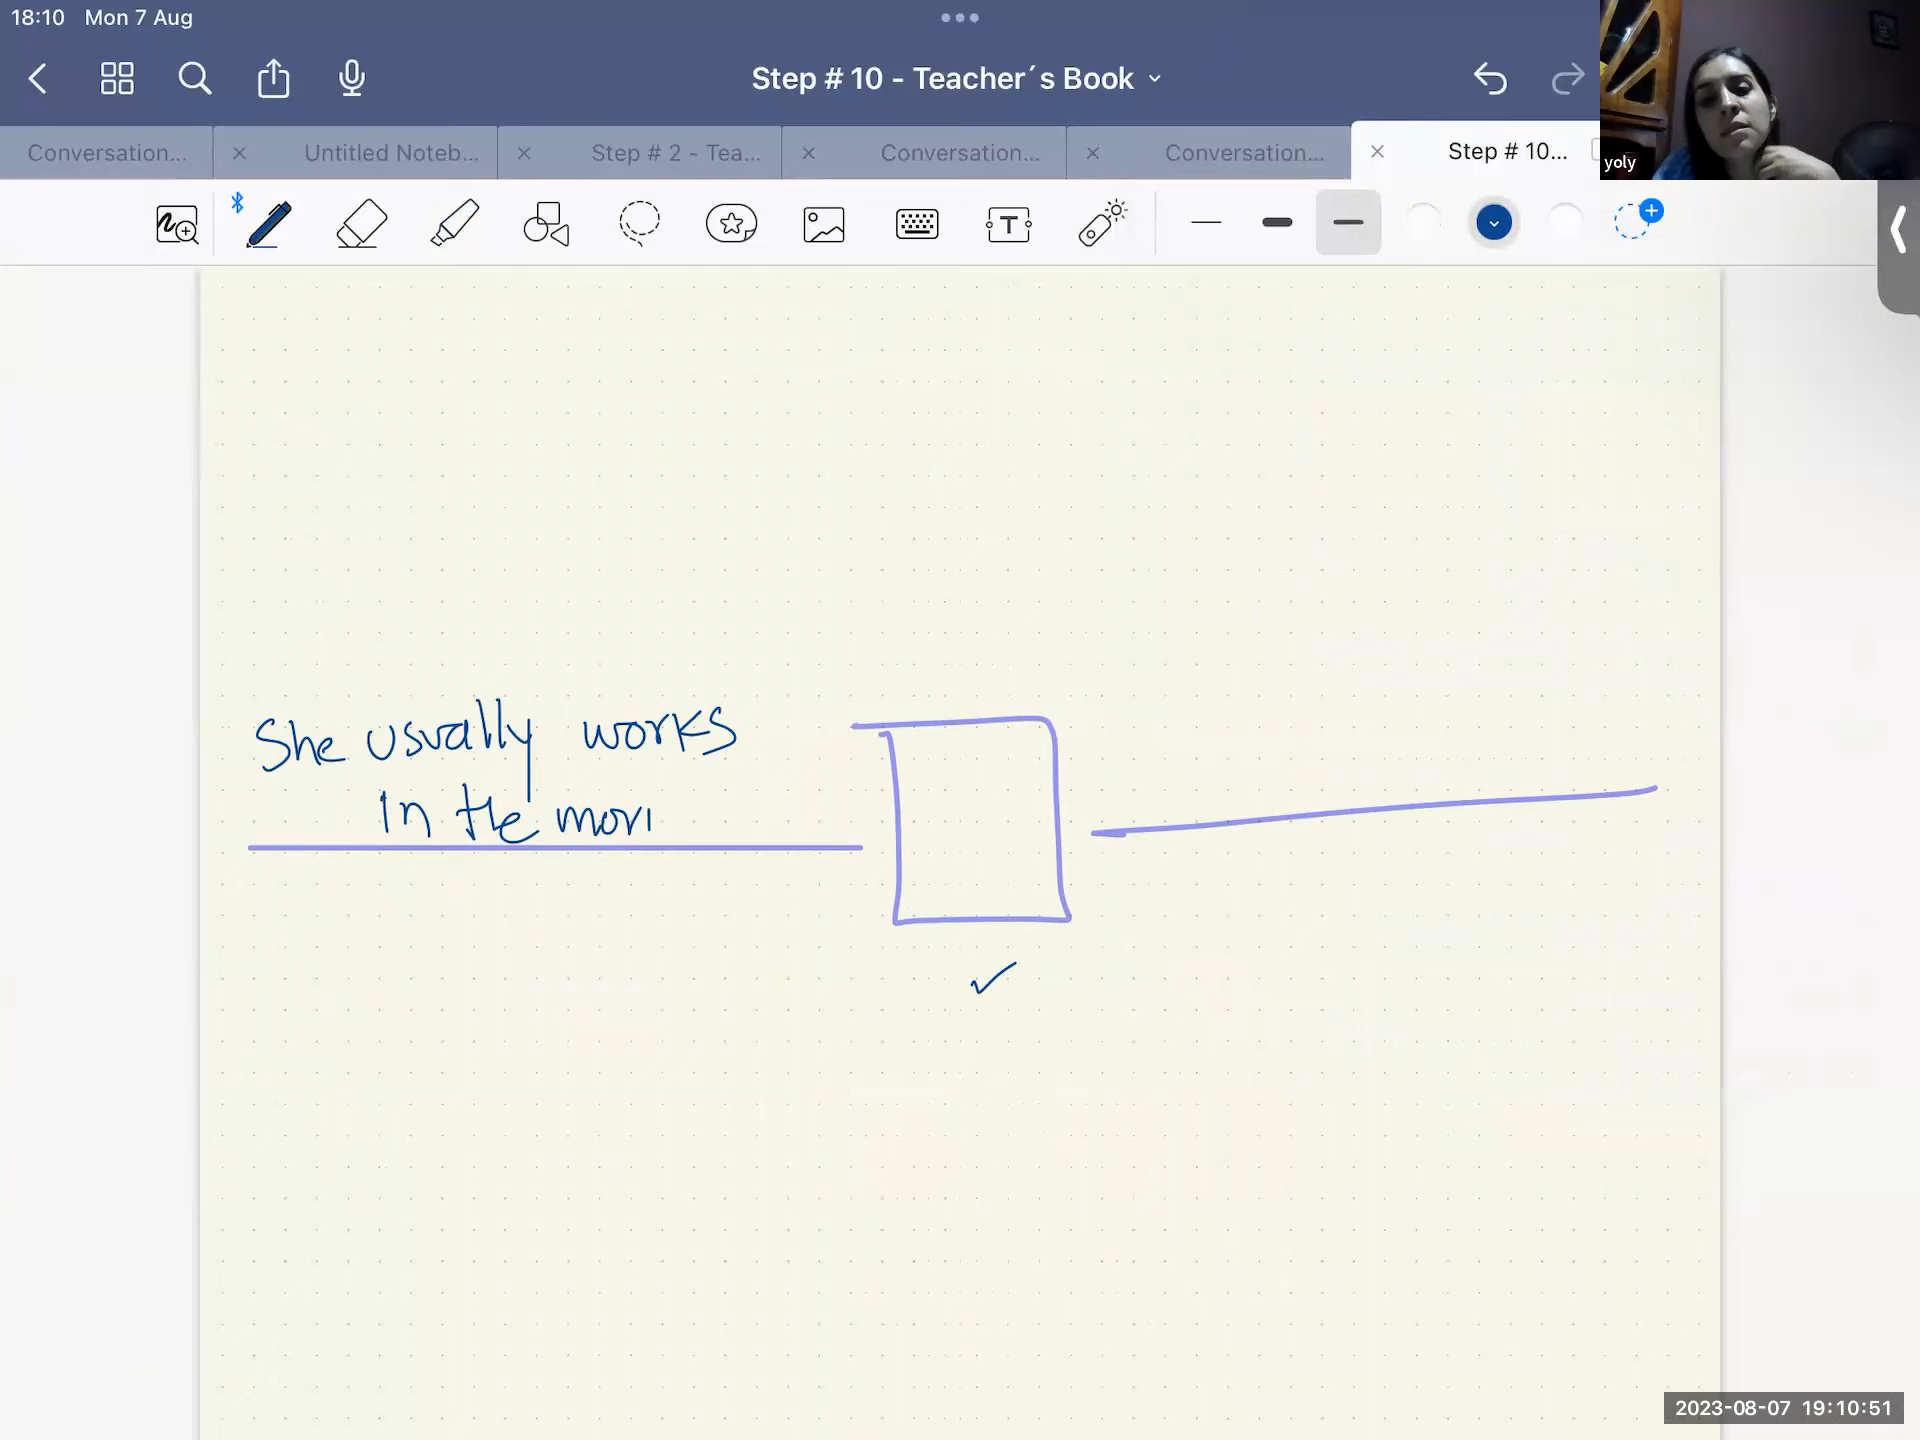 18:10 Mon 7 Aug
Step # 10 - Teacher´s Book
Conversation...
Untitled Noteb...
Step # 2 - Tea...
Conversation...
Conversation...
Step # 10...
yoly
T
She usually works
in the mori
2023-08-07 19:10:51